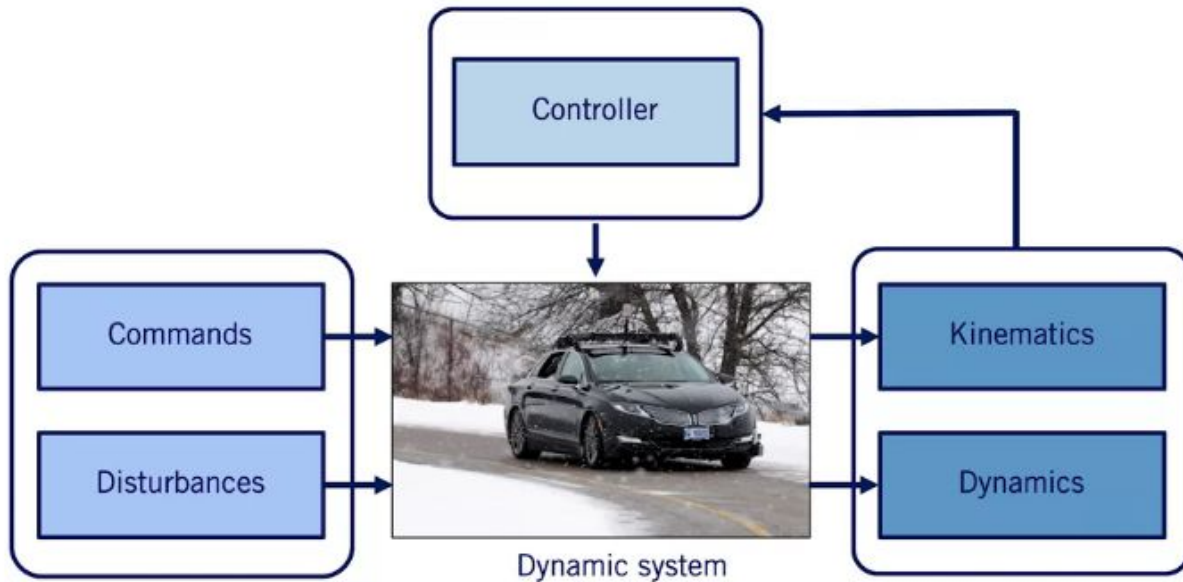 Controller
Commands
Kinematics
Disturbances
Dynamics
Dynamic system